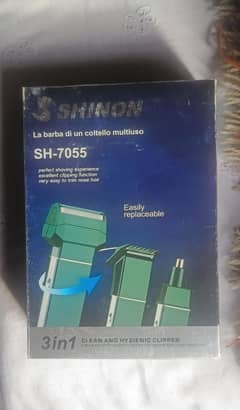 SHINON
La barba di un coltello multiuso
SH-7055
perfect shoving experience
excellent clipping function
very easy to trim nose hair
Easily
replaceable
3in1
CLEAN AND HYGIENIC CLIPPER